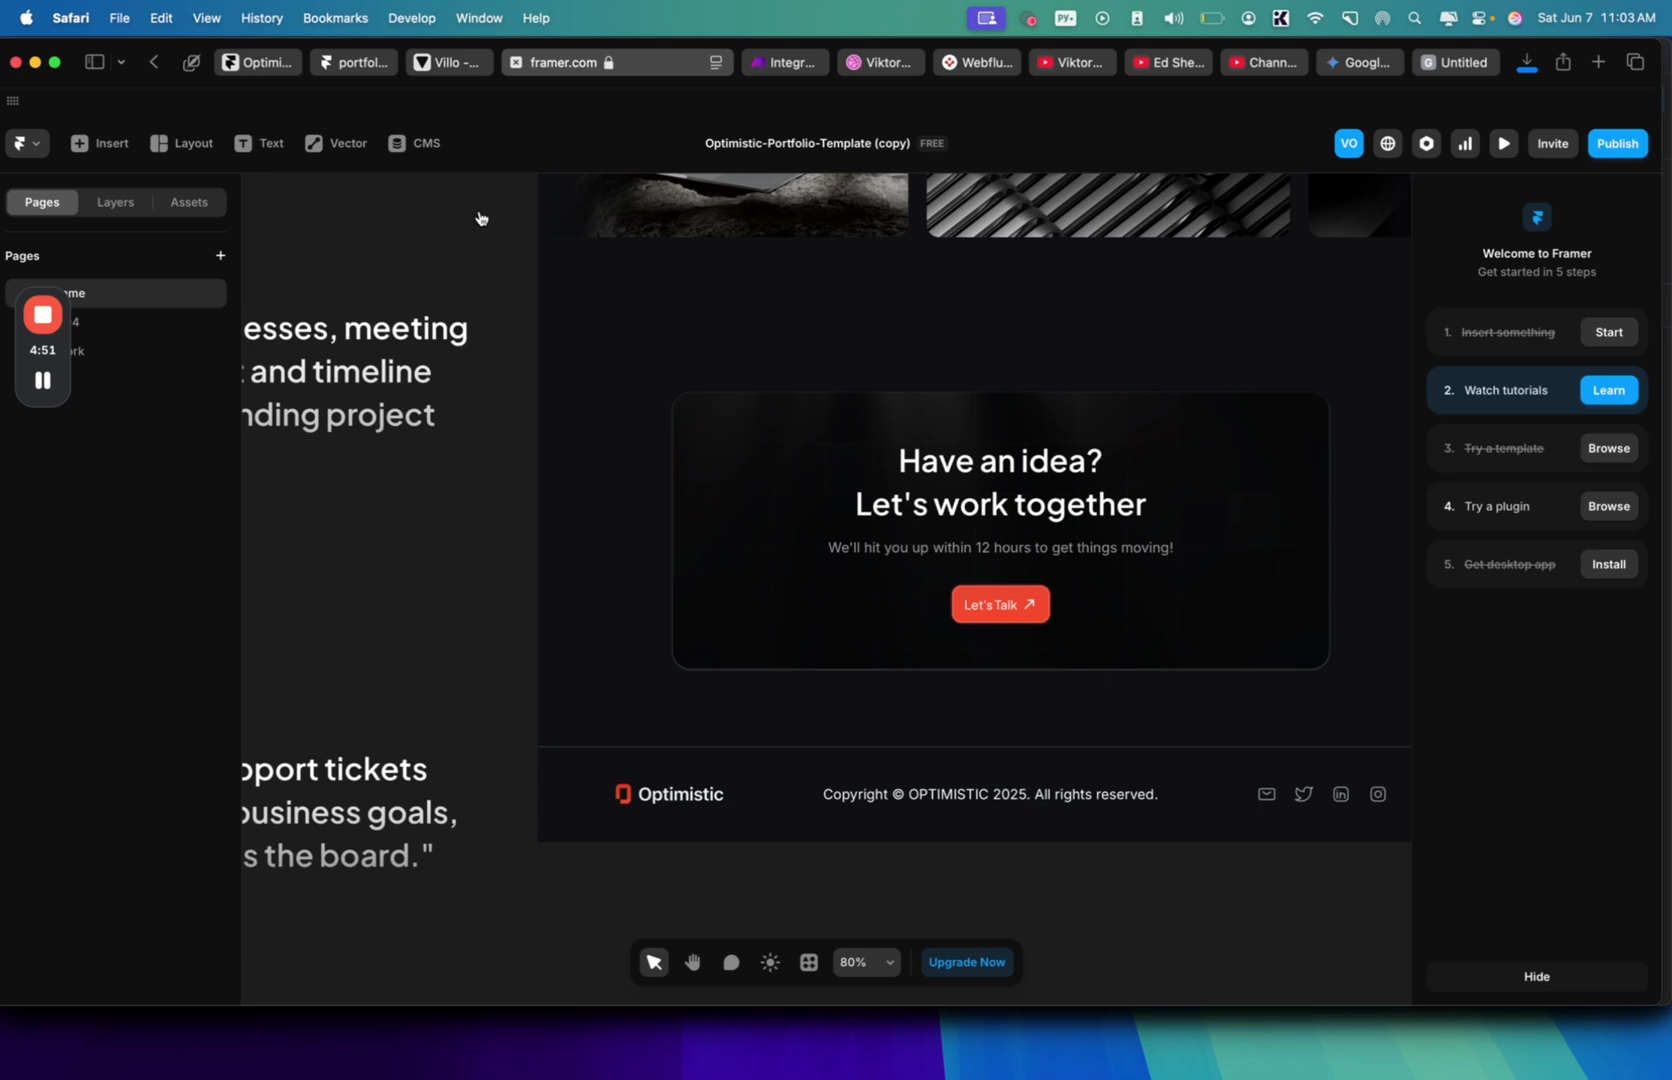 Safari File Edit View History Bookmarks Develop Window Help
РУ
Sat Jun 7 11:03 AM
Optimi... portfol... Villo -... framer.com Integr... Viktor... Webflu... Viktor... Ed She... Chann... Googl... G Untitled
Insert Layout Text Vector CMS
Optimistic-Portfolio-Template (copy) FREE
VO Invite Publish
Pages Layers Assets
Pages
me
4
rk
4:51
esses, meeting
and timeline
nding project
pport tickets
business goals,
s the board."
Have an idea?
Let's work together
We'll hit you up within 12 hours to get things moving!
Let's Talk
Optimistic
Copyright © OPTIMISTIC 2025. All rights reserved.
80% Upgrade Now
Welcome to Framer
Get started in 5 steps
1. Insert something Start
2. Watch tutorials Learn
3. Try a template Browse
4. Try a plugin Browse
5. Get desktop app Install
Hide